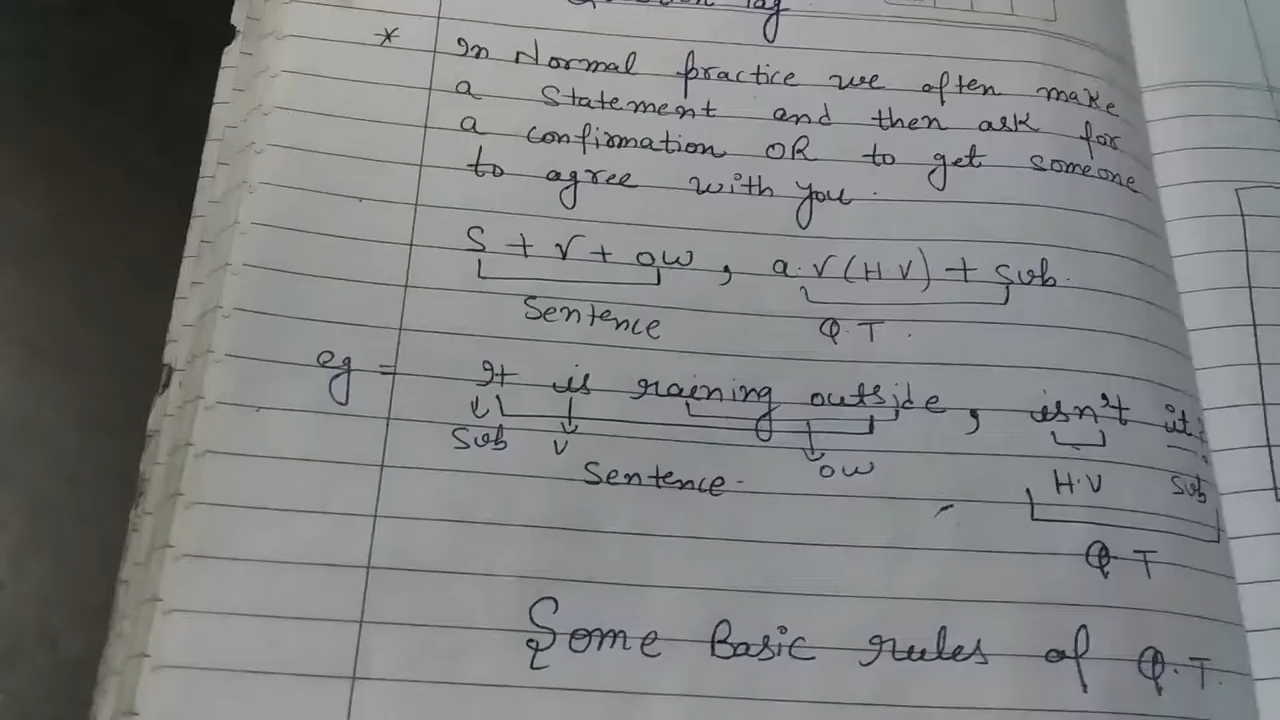 Question Tag
* In Normal practice we often make
a statement and then ask for
a confirmation OR to get someone
to agree with you.
S + V + OW, a.V (H V) + Sub.
Sentence Q.T.
eg = It is raining outside, isn't it?
Sub V OW H.V Sub
Sentence.
Q T
Some Basic rules of Q.T.